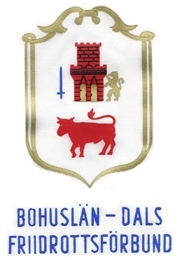 BOHUSLÄN - DALS
FRIIDROTTSFÖRBUND